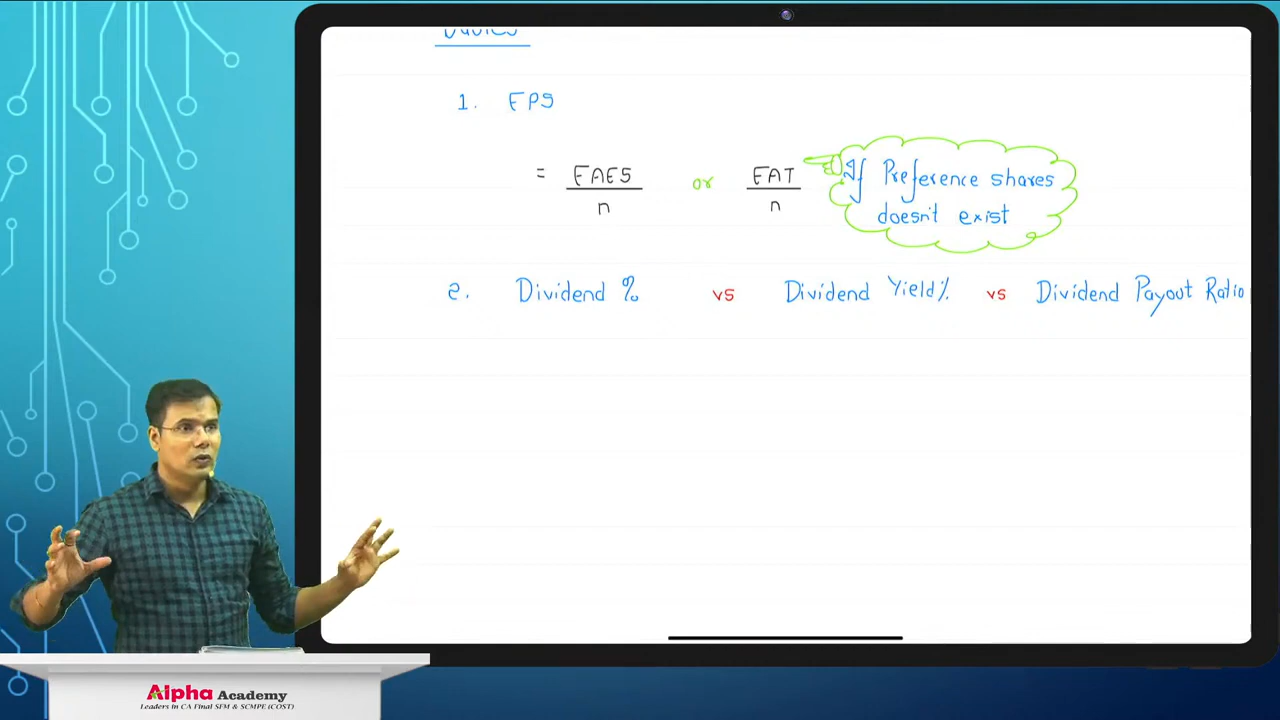 1. EPS
= EAES or EAT If Preference shares
n n doesn't exist
2. Dividend % vs Dividend Yield % vs Dividend Payout Ratio
Alpha Academy
Leaders in CA Final SFM & SCMPE (COST)